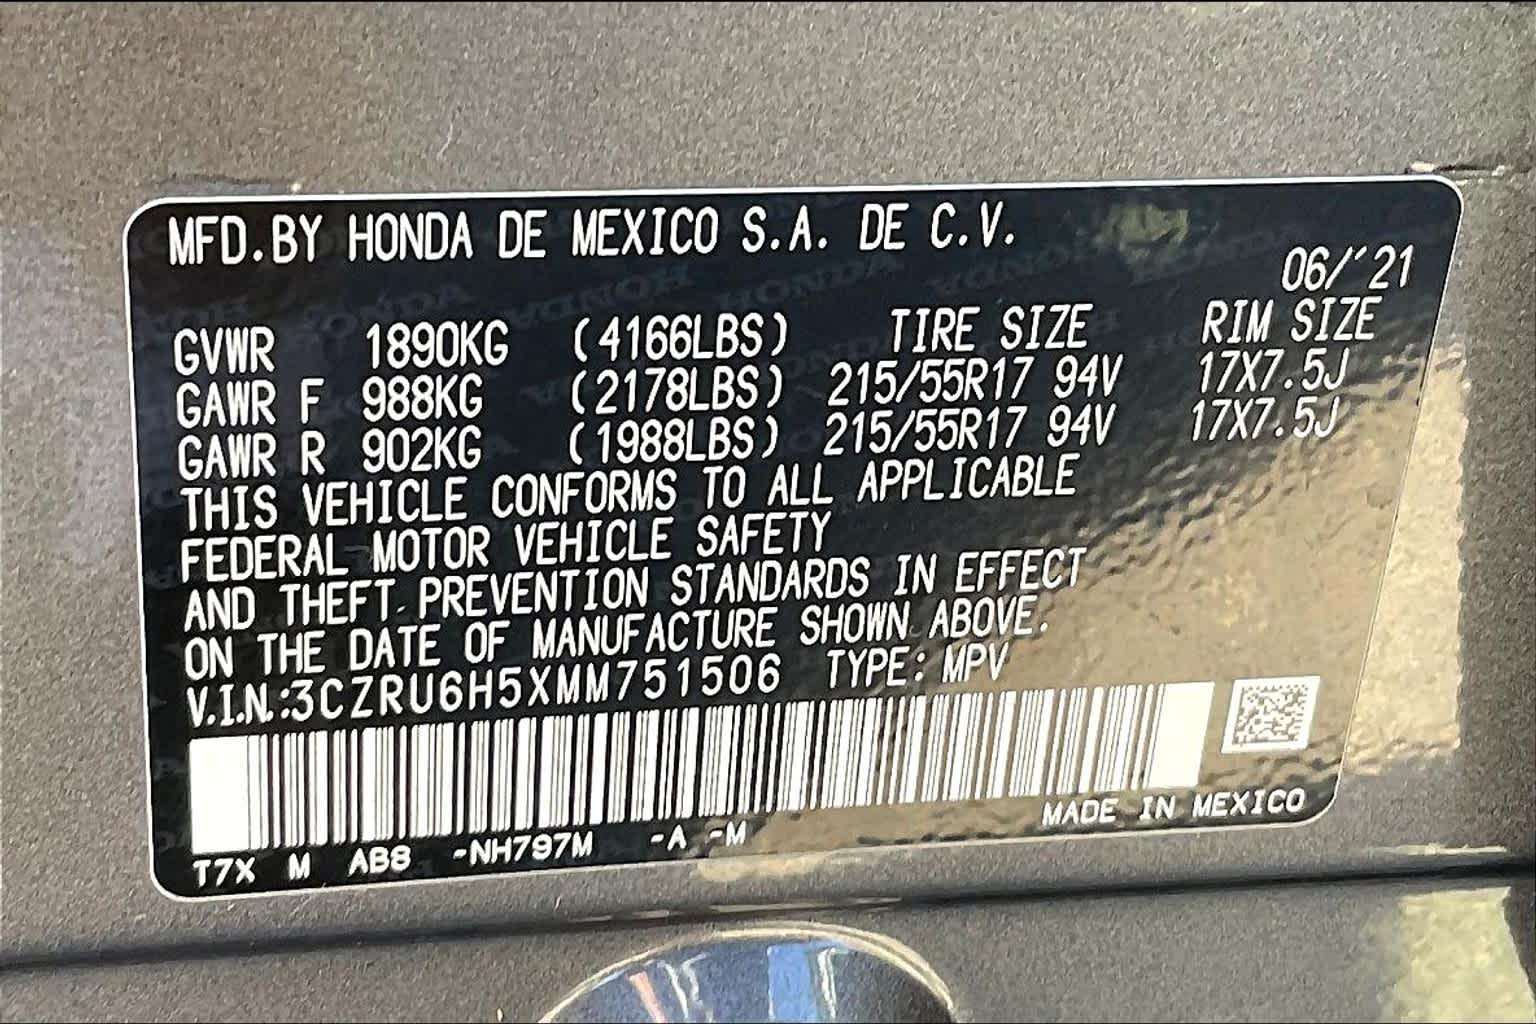 MFD.BY HONDA DE MEXICO S.A. DE C.V.
06/'21
GVWR 1890KG (4166LBS) TIRE SIZE RIM SIZE
GAWR F 988KG (2178LBS) 215/55R17 94V 17X7.5J
GAWR R 902KG (1988LBS) 215/55R17 94V 17X7.5J
THIS VEHICLE CONFORMS TO ALL APPLICABLE
FEDERAL MOTOR VEHICLE SAFETY
AND THEFT PREVENTION STANDARDS IN EFFECT
ON THE DATE OF MANUFACTURE SHOWN ABOVE.
V.I.N.:3CZRU6H5XMM751506 TYPE: MPV
MADE IN MEXICO
T7X M AB8 -NH797M -A -M